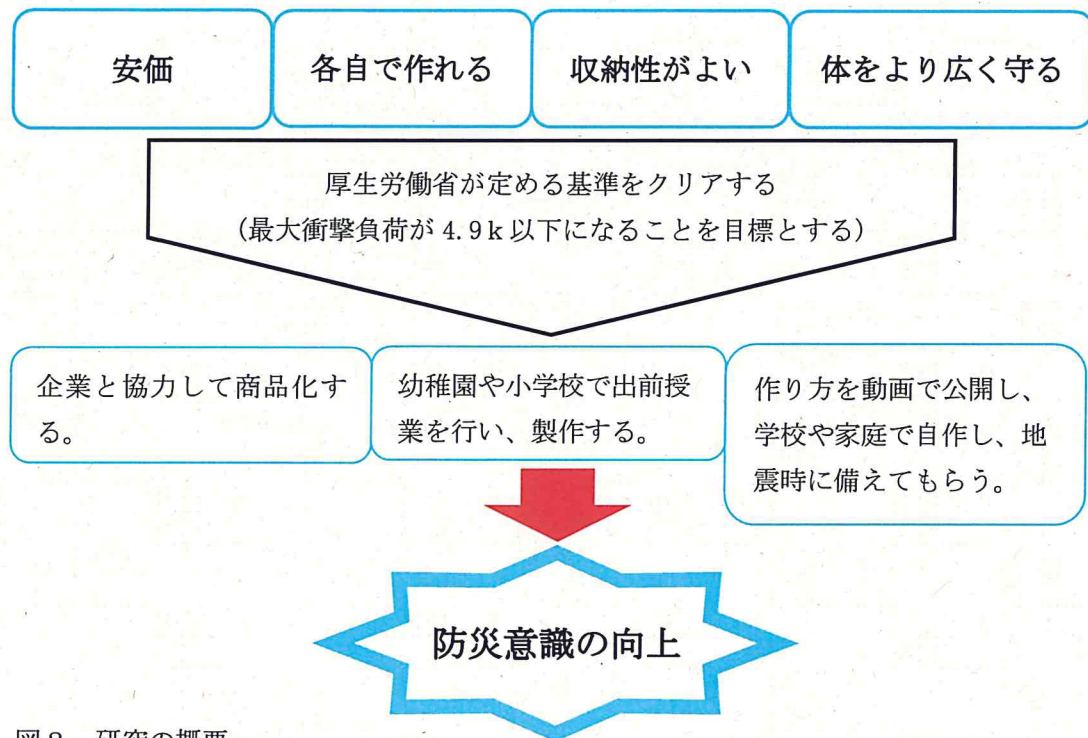 安価
各自で作れる
収納性がよい
体をより広く守る
厚生労働省が定める基準をクリアする
(最大衝撃負荷が 4.9k 以下になることを目標とする)
企業と協力して商品化す
る。
幼稚園や小学校で出前授
業を行い、製作する。
作り方を動画で公開し、
学校や家庭で自作し、地
震時に備えてもらう。
防災意識の向上